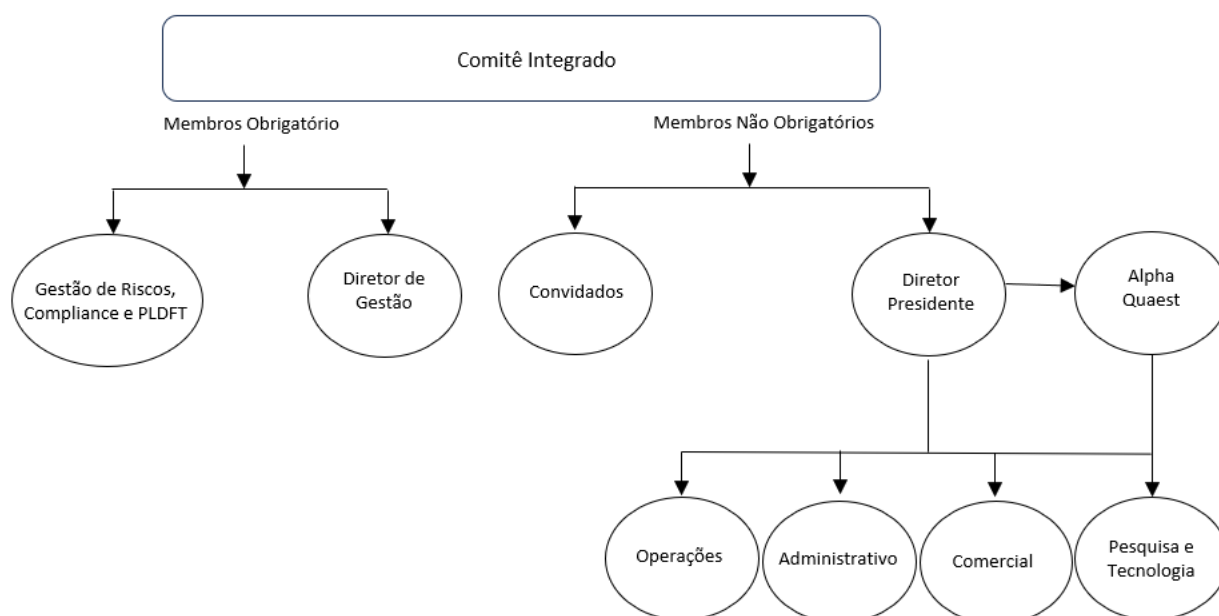 Comitê Integrado
Membros Obrigatório
Membros Não Obrigatórios
Gestão de Riscos,
Compliance e PLDFT
Diretor de
Gestão
Convidados
Diretor
Presidente
Alpha
Quaest
Operações
Administrativo
Comercial
Pesquisa e
Tecnologia